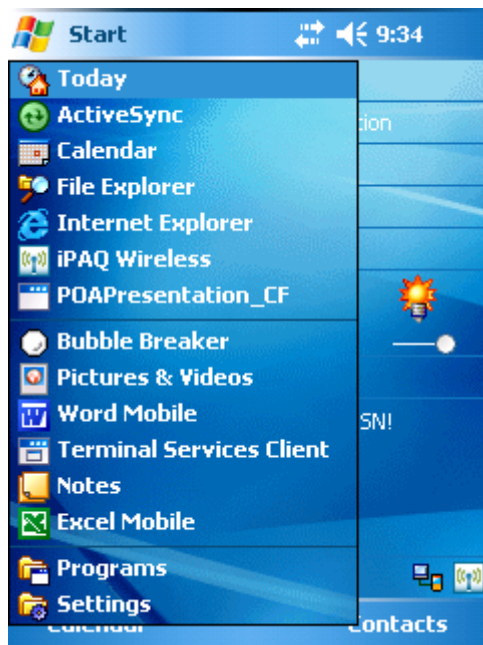 Start 9:34
Today
ActiveSync
tion
Calendar
File Explorer
Internet Explorer
iPAQ Wireless
POAPresentation_CF
Bubble Breaker
Pictures & Videos
Word Mobile
SN!
Terminal Services Client
Notes
Excel Mobile
Programs
Settings
Calendar Contacts